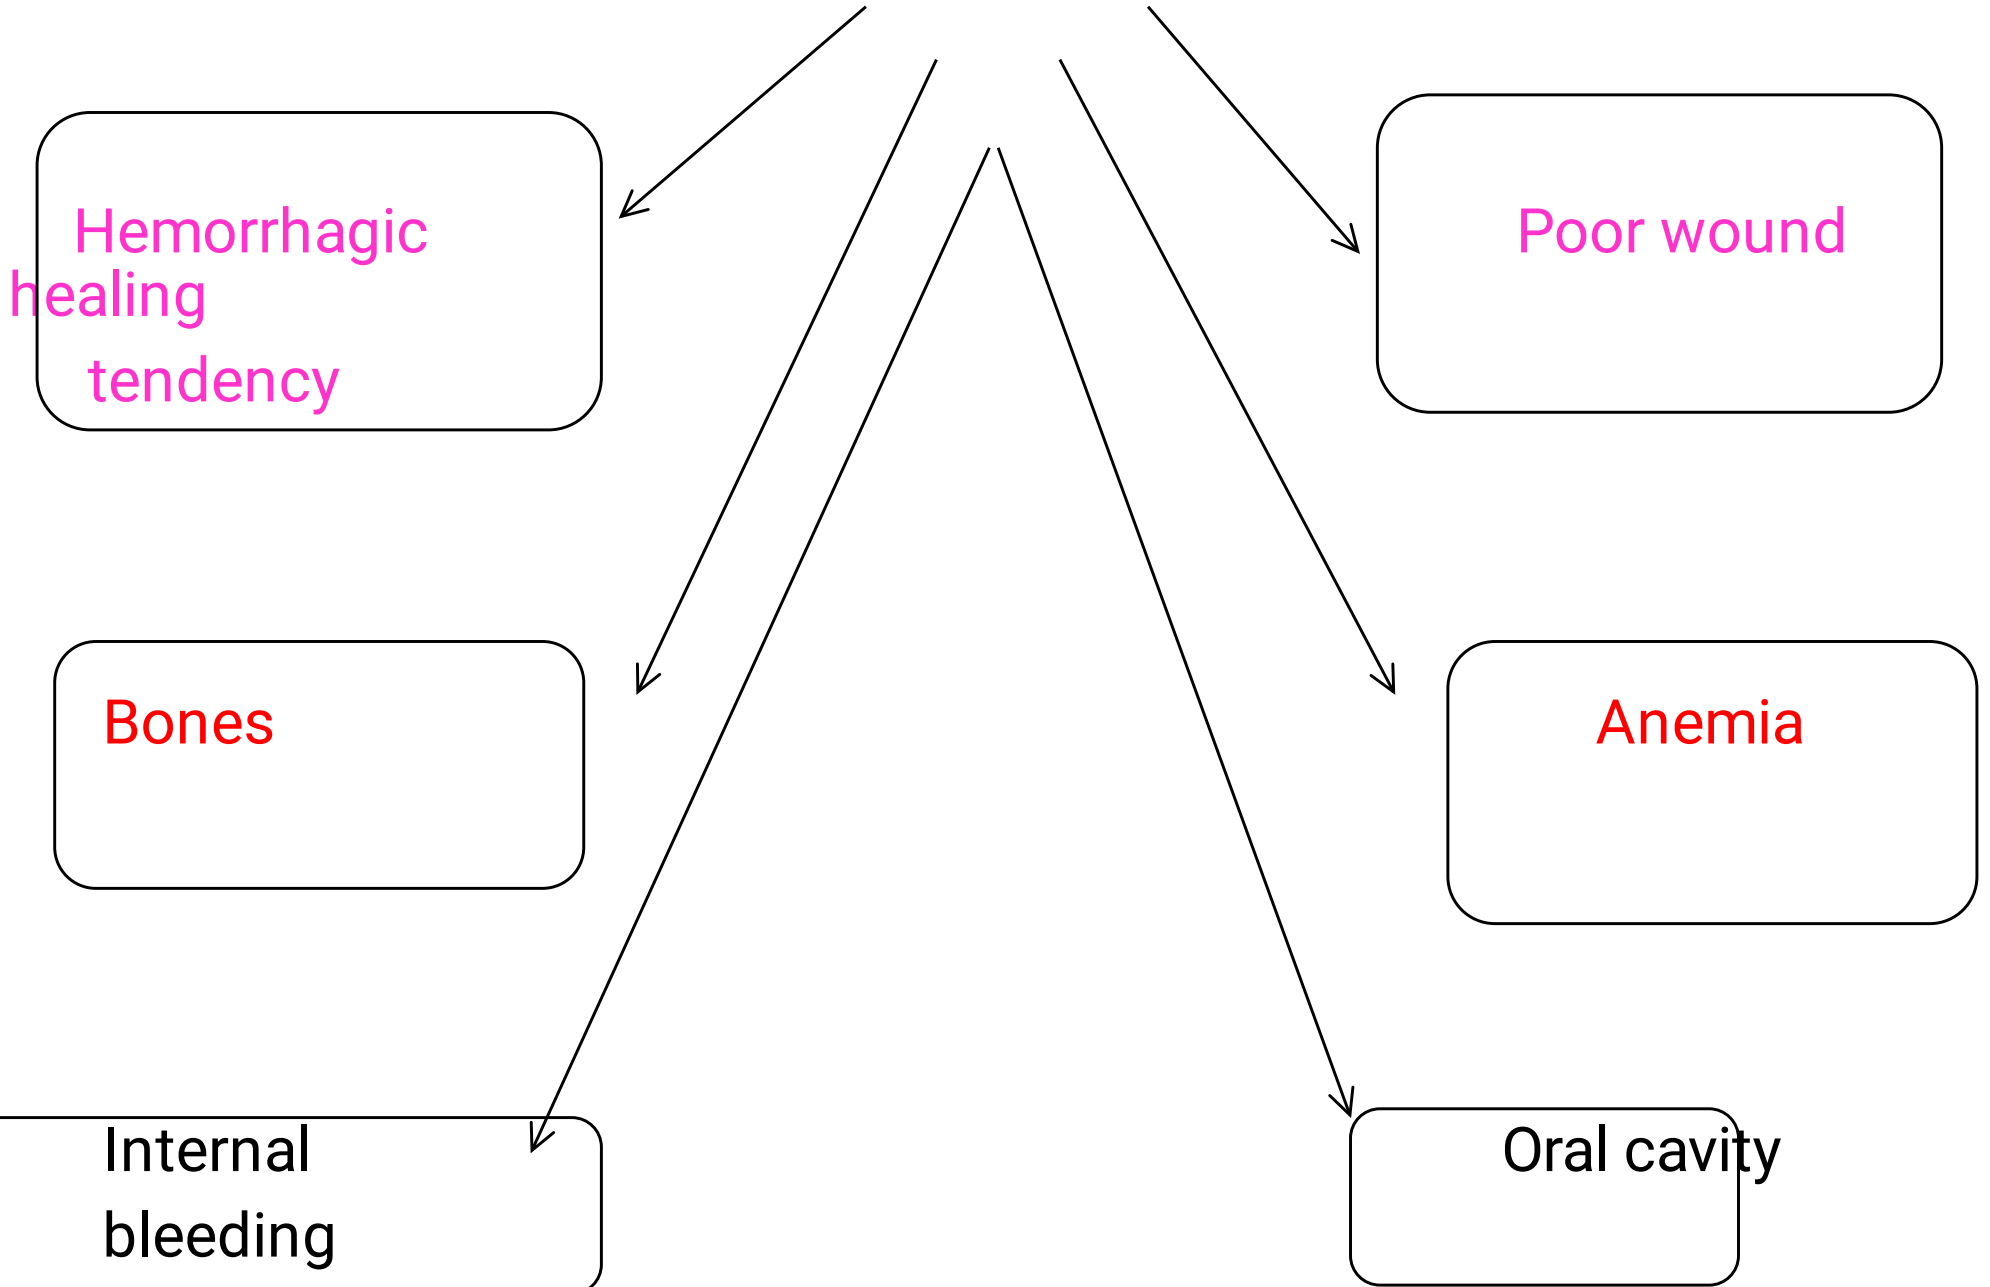 Hemorrhagic Poor wound
healing
tendency
Bones Anemia
Internal Oral cavity
bleeding